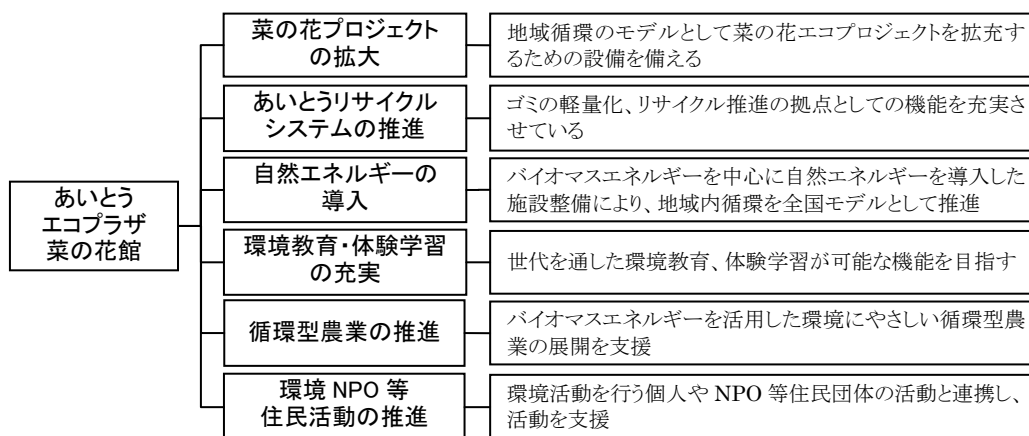 あいとう
エコプラザ
菜の花館
菜の花プロジェクト
の拡大
地域循環のモデルとして菜の花エコプロジェクトを拡充す
るための設備を備える
あいとうリサイクル
システムの推進
ゴミの軽量化、リサイクル推進の拠点としての機能を充実さ
せている
自然エネルギーの
導入
バイオマスエネルギーを中心に自然エネルギーを導入した
施設整備により、地域内循環を全国モデルとして推進
環境教育・体験学習
の充実
世代を通した環境教育、体験学習が可能な機能を目指す
循環型農業の推進
バイオマスエネルギーを活用した環境にやさしい循環型農
業の展開を支援
環境 NPO 等
住民活動の推進
環境活動を行う個人や NPO 等住民団体の活動と連携し、
活動を支援